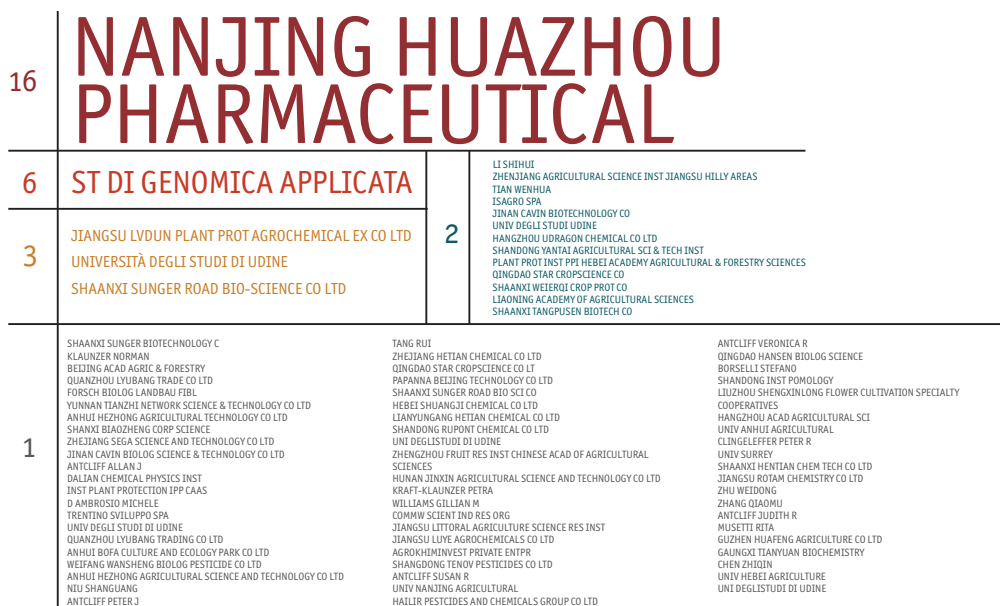 16
NANJING HUAZHOU
PHARMACEUTICAL
6
ST DI GENOMICA APPLICATA
3
JIANGSU LVDUN PLANT PROT AGROCHEMICAL EX CO LTD
UNIVERSITÀ DEGLI STUDI DI UDINE
SHAANXI SUNGER ROAD BIO-SCIENCE CO LTD
2
LI SHIHUI
ZHENJIANG AGRICULTURAL SCIENCE INST JIANGSU HILLY AREAS
TIAN WENHUA
ISAGRO SPA
JINAN CAVIN BIOTECHNOLOGY CO
UNIV DEGLI STUDI UDINE
HANGZHOU UDRAGON CHEMICAL CO LTD
SHANDONG YANTAI AGRICULTURAL SCI & TECH INST
PLANT PROT INST PPI HEBEI ACADEMY AGRICULTURAL & FORESTRY SCIENCES
QINGDAO STAR CROPSCIENCE CO
SHAANXI WEIERQI CROP PROT CO
LIAONING ACADEMY OF AGRICULTURAL SCIENCES
SHAANXI TANGPUSEN BIOTECH CO
1
SHAANXI SUNGER BIOTECHNOLOGY C
KLAUNZER NORMAN
BEIJING ACAD AGRIC & FORESTRY
QUANZHOU LYUBANG TRADE CO LTD
FORSCH BIOLOG LANDBAU FIBL
YUNNAN TIANZHI NETWORK SCIENCE & TECHNOLOGY CO LTD
ANHUI HEZHONG AGRICULTURAL TECHNOLOGY CO LTD
SHANXI BIAOZHENG CORP SCIENCE
ZHEJIANG SEGA SCIENCE AND TECHNOLOGY CO LTD
JINAN CAVIN BIOLOG SCIENCE & TECHNOLOGY CO LTD
ANTCLIFF ALLAN J
DALIAN CHEMICAL PHYSICS INST
INST PLANT PROTECTION IPP CAAS
D AMBROSIO MICHELE
TRENTINO SVILUPPO SPA
UNIV DEGLI STUDI DI UDINE
QUANZHOU LYUBANG TRADING CO LTD
ANHUI BOFA CULTURE AND ECOLOGY PARK CO LTD
WEIFANG WANSHENG BIOLOG PESTICIDE CO LTD
ANHUI HEZHONG AGRICULTURAL SCIENCE AND TECHNOLOGY CO LTD
NIU SHANGUANG
ANTCLIFF PETER J
TANG RUI
ZHEJIANG HETIAN CHEMICAL CO LTD
QINGDAO STAR CROPSCIENCE CO LT
PAPANNA BEIJING TECHNOLOGY CO LTD
SHAANXI SUNGER ROAD BIO SCI CO
HEBEI SHUANGJI CHEMICAL CO LTD
LIANYUNGANG HETIAN CHEMICAL CO LTD
SHANDONG RUPONT CHEMICAL CO LTD
UNI DEGLISTUDI DI UDINE
ZHENGZHOU FRUIT RES INST CHINESE ACAD OF AGRICULTURAL
SCIENCES
HUNAN JINXIN AGRICULTURAL SCIENCE AND TECHNOLOGY CO LTD
KRAFT-KLAUNZER PETRA
WILLIAMS GILLIAN M
COMMW SCIENT IND RES ORG
JIANGSU LITTORAL AGRICULTURE SCIENCE RES INST
JIANGSU LUYE AGROCHEMICALS CO LTD
AGROKHIMINVEST PRIVATE ENTPR
SHANGDONG TENOV PESTICIDES CO LTD
ANTCLIFF SUSAN R
UNIV NANJING AGRICULTURAL
HAILIR PESTCIDES AND CHEMICALS GROUP CO LTD
ANTCLIFF VERONICA R
QINGDAO HANSEN BIOLOG SCIENCE
BORSELLI STEFANO
SHANDONG INST POMOLOGY
LIUZHOU SHENGXINLONG FLOWER CULTIVATION SPECIALTY
COOPERATIVES
HANGZHOU ACAD AGRICULTURAL SCI
UNIV ANHUI AGRICULTURAL
CLINGELEFFER PETER R
UNIV SURREY
SHAANXI HENTIAN CHEM TECH CO LTD
JIANGSU ROTAM CHEMISTRY CO LTD
ZHU WEIDONG
ZHANG QIAOMU
ANTCLIFF JUDITH R
MUSETTI RITA
GUZHEN HUAFENG AGRICULTURE CO LTD
GAUNGXI TIANYUAN BIOCHEMISTRY
CHEN ZHIQIN
UNIV HEBEI AGRICULTURE
UNI DEGLISTUDI DI UDINE